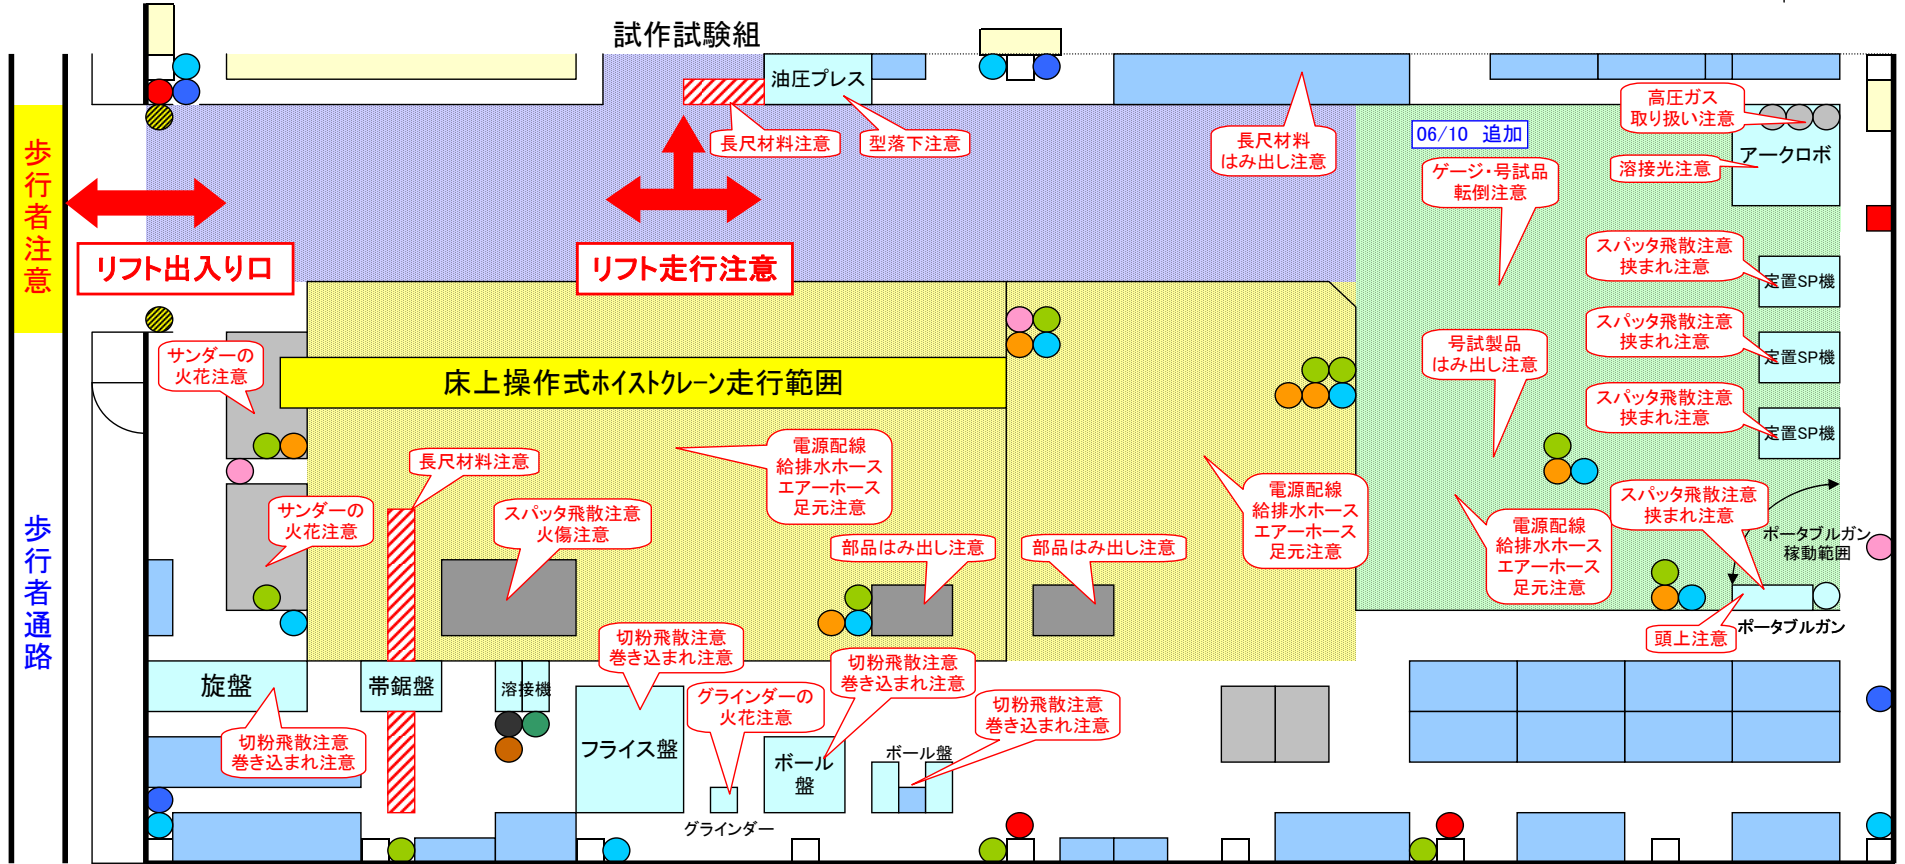 試作試験組
油圧プレス
長尺材料注意
型落下注意
長尺材料
はみ出し注意
06/10 追加
高圧ガス
取り扱い注意
アークロボ
溶接光注意
ゲージ・号試品
転倒注意
歩行者注意
リフト出入り口
リフト走行注意
スパッタ飛散注意
挟まれ注意
定置SP機
スパッタ飛散注意
挟まれ注意
定置SP機
スパッタ飛散注意
挟まれ注意
定置SP機
サンダーの
火花注意
床上操作式ホイストクレーン走行範囲
号試製品
はみ出し注意
長尺材料注意
電源配線
給排水ホース
エアーホース
足元注意
サンダーの
火花注意
スパッタ飛散注意
火傷注意
部品はみ出し注意
部品はみ出し注意
電源配線
給排水ホース
エアーホース
足元注意
電源配線
給排水ホース
エアーホース
足元注意
スパッタ飛散注意
挟まれ注意
ポータブルガン
稼動範囲
歩行者通路
頭上注意
ポータブルガン
旋盤
帯鋸盤
溶接機
切粉飛散注意
巻き込まれ注意
切粉飛散注意
巻き込まれ注意
グラインダーの
火花注意
切粉飛散注意
巻き込まれ注意
切粉飛散注意
巻き込まれ注意
フライス盤
ボール
盤
ボール盤
グラインダー